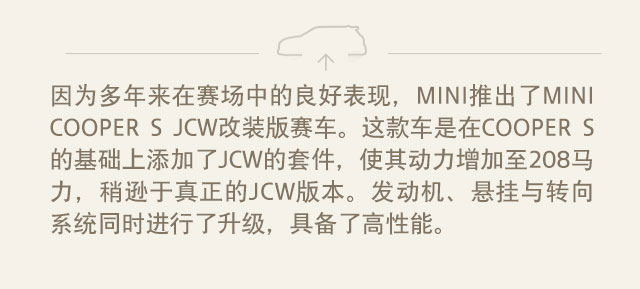 因为多年来在赛场中的良好表现，MINI推出了MINI
COOPER S JCW改装版赛车。这款车是在COOPER S
的基础上添加了JCW的套件，使其动力增加至208马
力，稍逊于真正的JCW版本。发动机、悬挂与转向
系统同时进行了升级，具备了高性能。